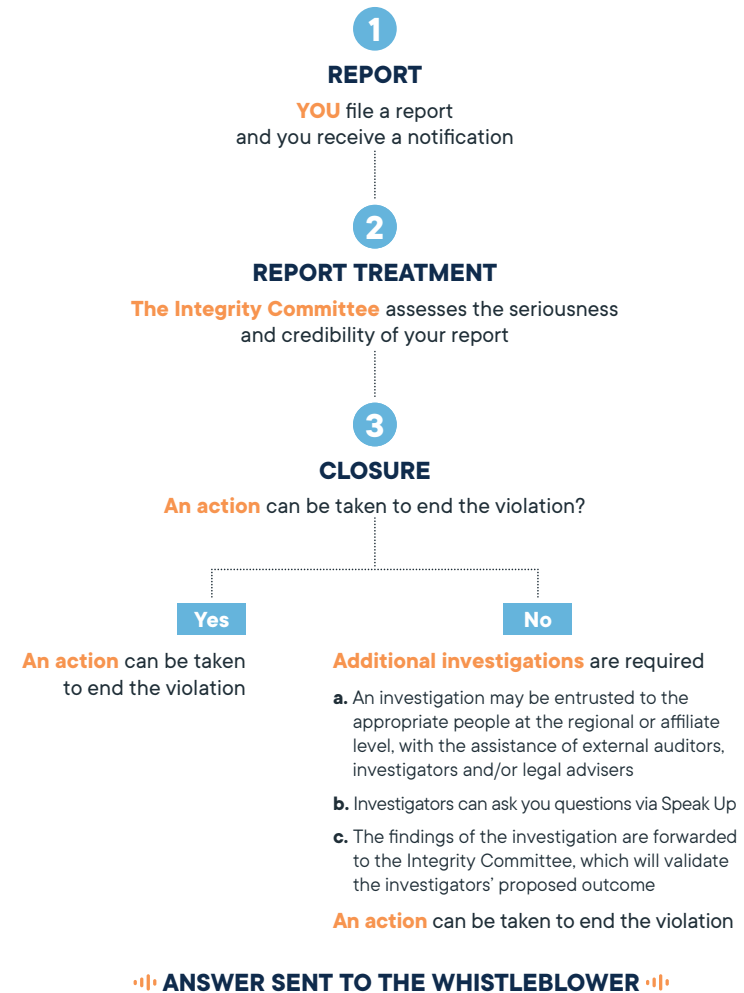 1
REPORT
YOU file a report
and you receive a notification
2
REPORT TREATMENT
The Integrity Committee assesses the seriousness
and credibility of your report
3
CLOSURE
An action can be taken to end the violation?
Yes
An action can be taken
to end the violation
No
Additional investigations are required
a. An investigation may be entrusted to the
appropriate people at the regional or affiliate
level, with the assistance of external auditors,
investigators and/or legal advisers
b. Investigators can ask you questions via Speak Up
c. The findings of the investigation are forwarded
to the Integrity Committee, which will validate
the investigators’ proposed outcome
An action can be taken to end the violation
ANSWER SENT TO THE WHISTLEBLOWER